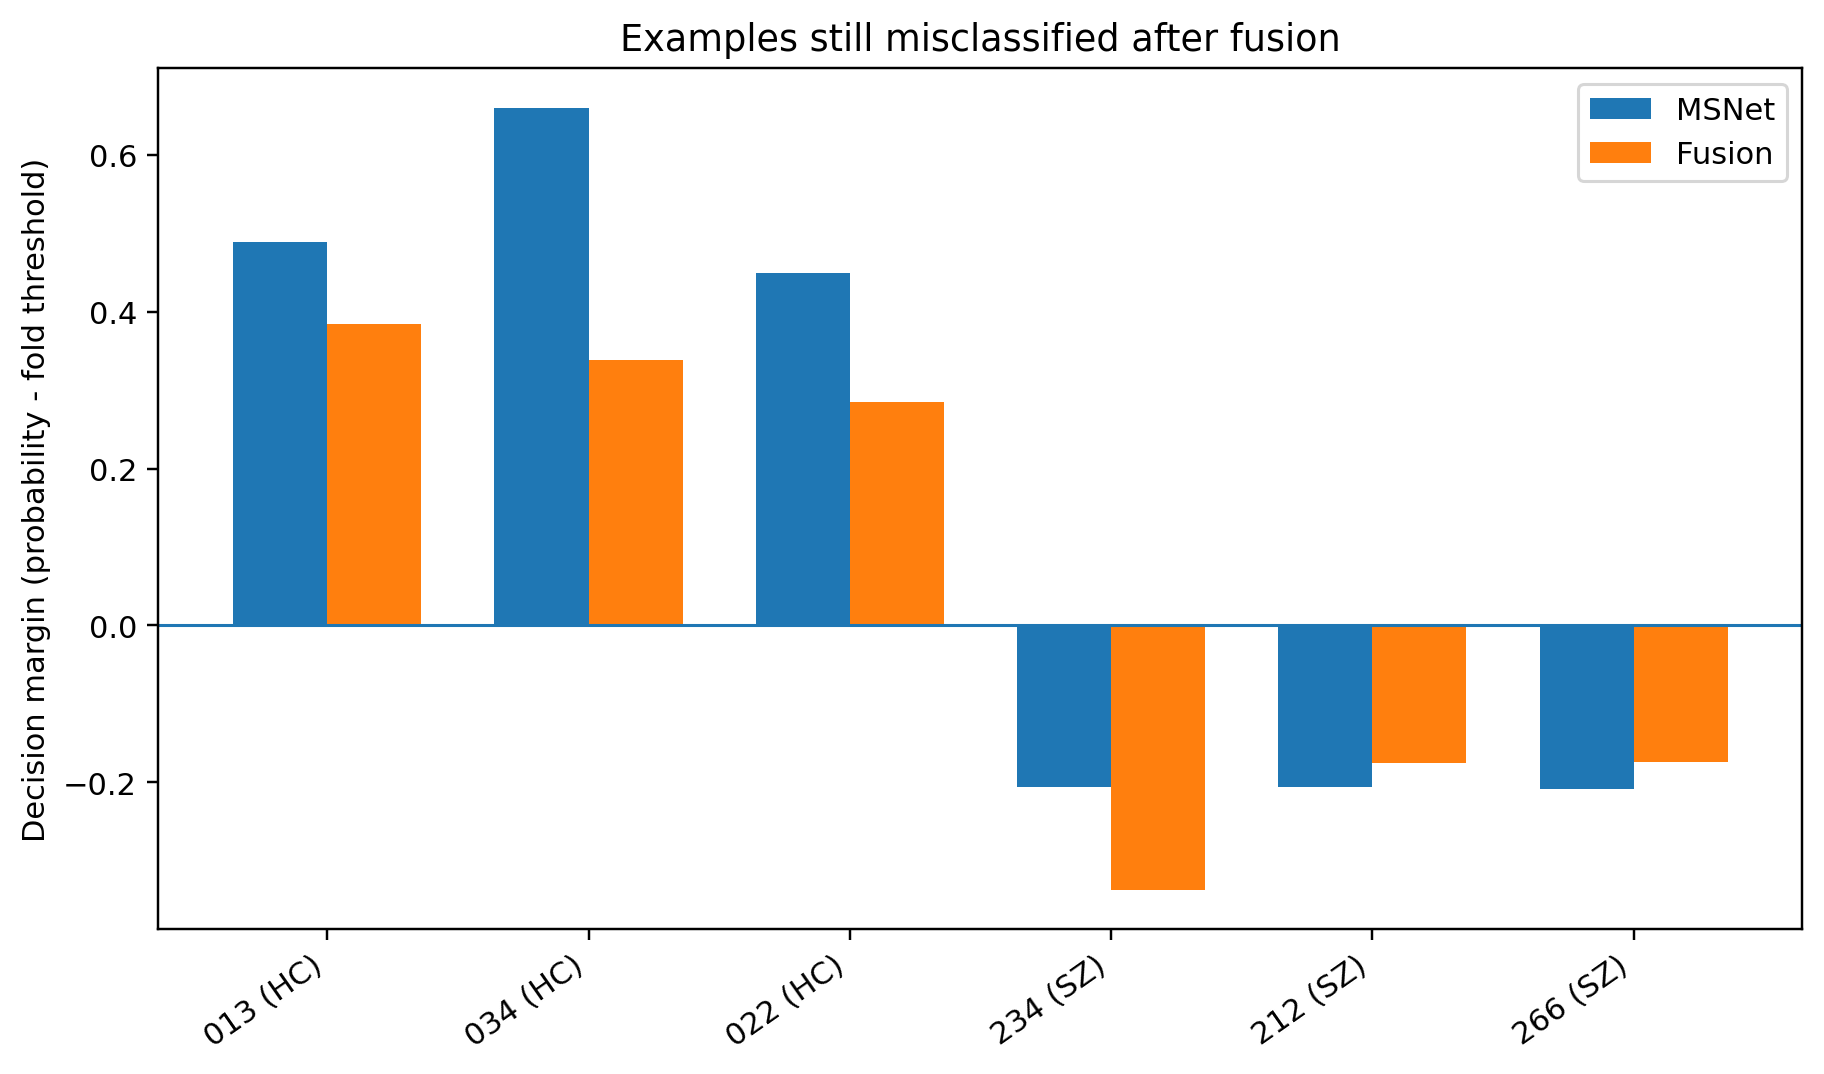 Examples still misclassified after fusion
MSNet
Fusion
Decision margin (probability - fold threshold)
0.6
0.4
0.2
0.0
−0.2
013 (HC)
034 (HC)
022 (HC)
234 (SZ)
212 (SZ)
266 (SZ)